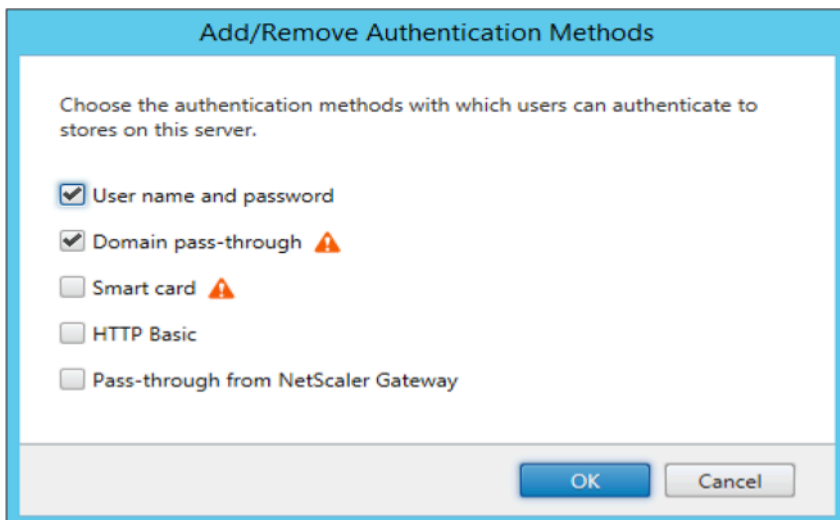 Add/Remove Authentication Methods
Choose the authentication methods with which users can authenticate to
stores on this server.
User name and password
Domain pass-through
Smart card
HTTP Basic
Pass-through from NetScaler Gateway
OK
Cancel